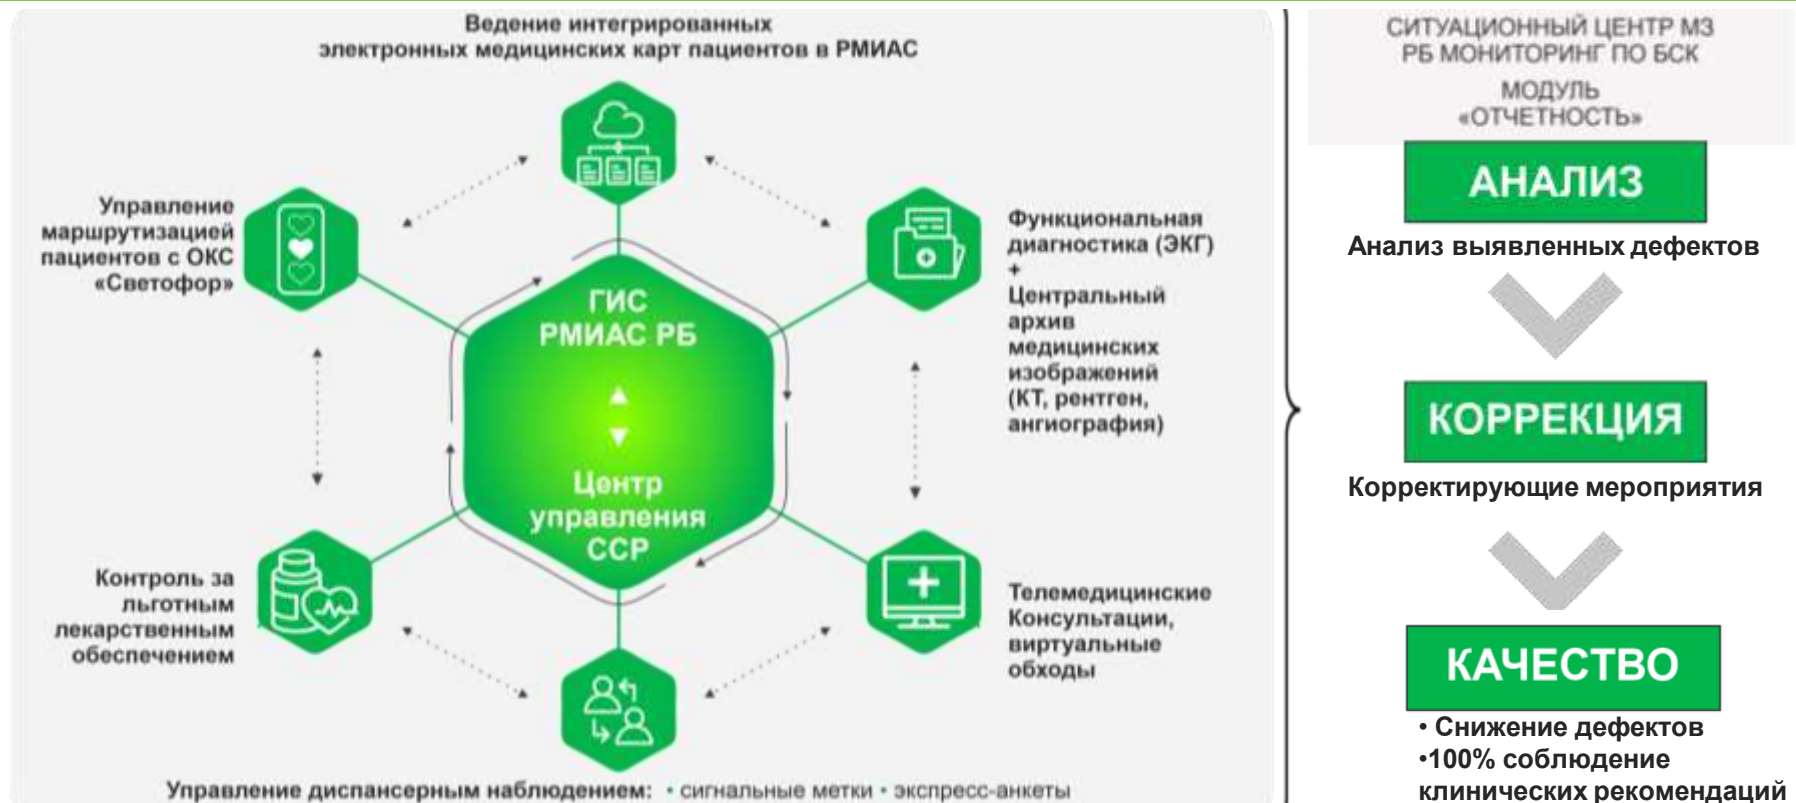 Ведение интегрированных
электронных медицинских карт пациентов в РМИАС
Управление
маршрутизацией
пациентов с ОКС
«Светофор»
Функциональная
диагностика (ЭКГ)
+
Центральный
архив
медицинских
изображений
(КТ, рентген,
ангиография)
ГИС
РМИАС РБ
Центр
управления
ССР
Контроль за
льготным
лекарственным
обеспечением
Телемедицинские
Консультации,
виртуальные
обходы
Управление диспансерным наблюдением: • сигнальные метки • экспресс-анкеты
СИТУАЦИОННЫЙ ЦЕНТР МЗ
РБ МОНИТОРИНГ ПО БСК
МОДУЛЬ
«ОТЧЕТНОСТЬ»
АНАЛИЗ
Анализ выявленных дефектов
КОРРЕКЦИЯ
Корректирующие мероприятия
КАЧЕСТВО
• Снижение дефектов
•100% соблюдение
клинических рекомендаций